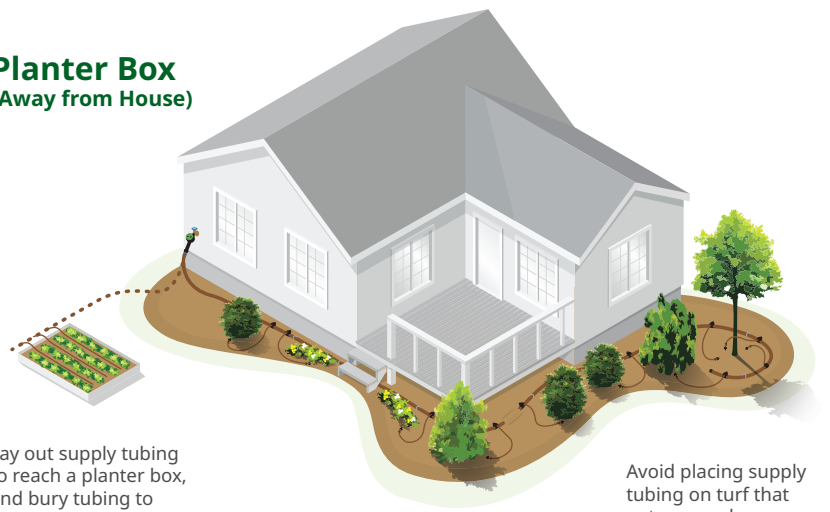 Planter Box
(Away from House)
ay out supply tubing
o reach a planter box,
nd bury tubing to
Avoid placing supply
tubing on turf that